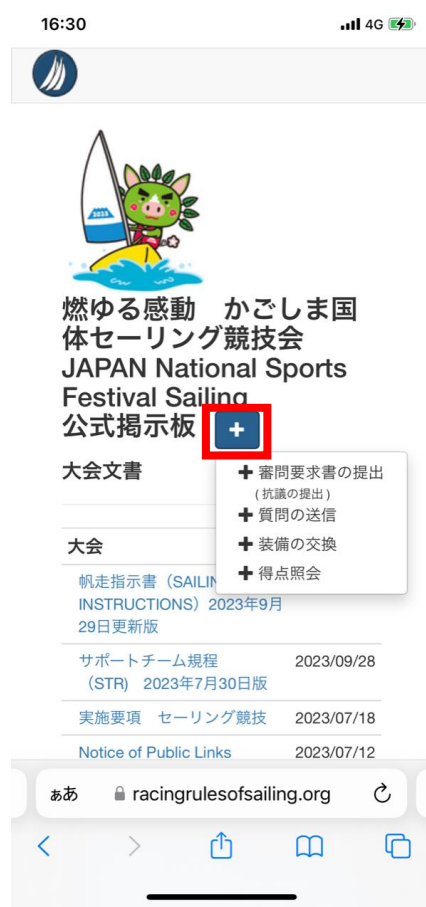 16:30
4G
2023
燃ゆる感動　かごしま国
体セーリング競技会
JAPAN National Sports
Festival Sailing
公式掲示板
大会文書
審問要求書の提出
(抗議の提出)
質問の送信
装備の交換
得点照会
大会
帆走指示書（SAILIN
INSTRUCTIONS）2023年9月
29日更新版
サポートチーム規程 2023/09/28
（STR)　2023年7月30日版
実施要項　セーリング競技 2023/07/18
Notice of Public Links 2023/07/12
ぁあ racingrulesofsailing.org